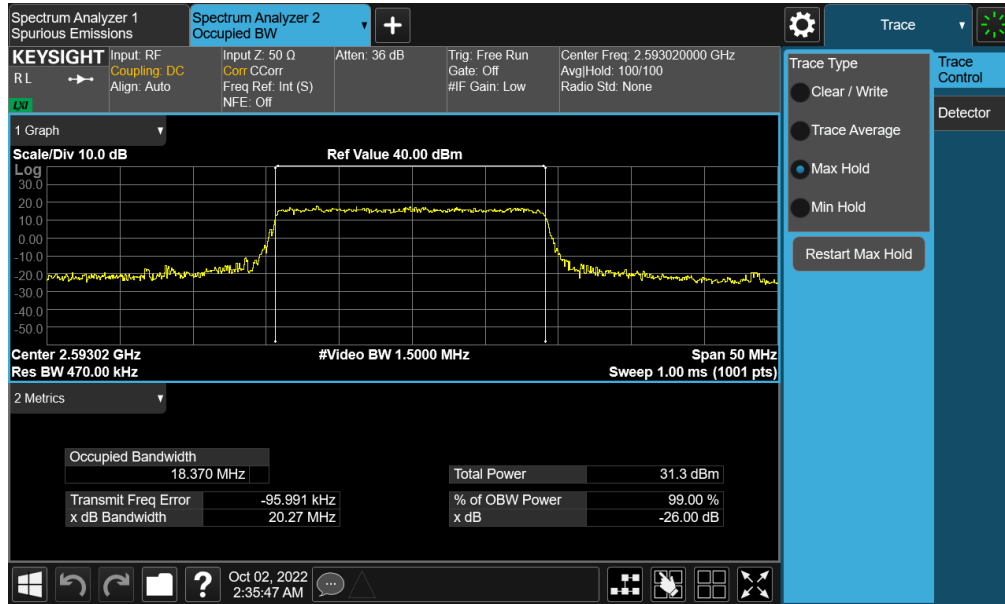 Spectrum Analyzer 1
Spurious Emissions
Spectrum Analyzer 2
Occupied BW
Trace
KEYSIGHT
R L
LXI
Input: RF
Coupling: DC
Align: Auto
Input Z: 50 Ω
Corr CCorr
Freq Ref: Int (S)
NFE: Off
Atten: 36 dB
Trig: Free Run
Gate: Off
#IF Gain: Low
Center Freq: 2.593020000 GHz
Avg|Hold: 100/100
Radio Std: None
1 Graph
Scale/Div 10.0 dB
Ref Value 40.00 dBm
Log
30.0
20.0
10.0
0.00
-10.0
-20.0
-30.0
-40.0
-50.0
Center 2.59302 GHz
#Video BW 1.5000 MHz
Span 50 MHz
Res BW 470.00 kHz
Sweep 1.00 ms (1001 pts)
2 Metrics
Occupied Bandwidth
18.370 MHz
Transmit Freq Error -95.991 kHz
x dB Bandwidth 20.27 MHz
Total Power 31.3 dBm
% of OBW Power 99.00 %
x dB -26.00 dB
Trace Type
Clear / Write
Trace Average
Max Hold
Min Hold
Restart Max Hold
Trace
Control
Detector
?
Oct 02, 2022
2:35:47 AM